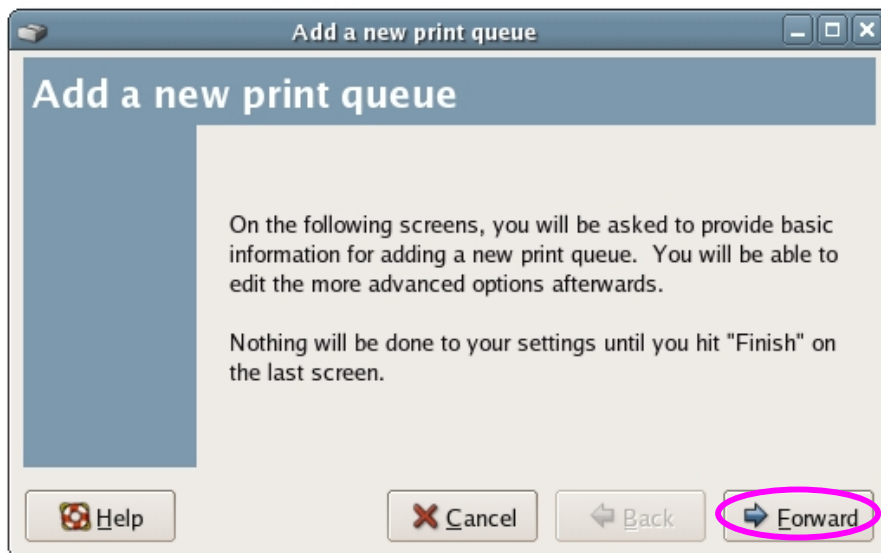 Add a new print queue
Add a new print queue
On the following screens, you will be asked to provide basic
information for adding a new print queue.  You will be able to
edit the more advanced options afterwards.
Nothing will be done to your settings until you hit "Finish" on
the last screen.
Help
Cancel
Back
Forward